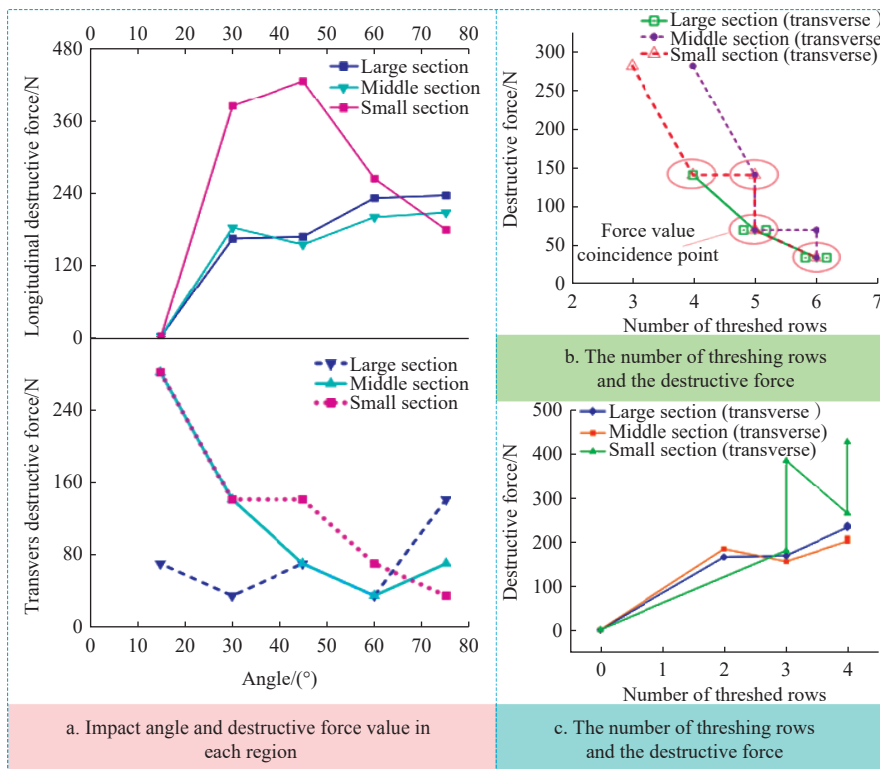 0 10 20 30 40 50 60 70 80
480
360
240
120
0
Longitudinal destructive force/N
Large section
Middle section
Small section
240
160
80
0
Transvers destructive force/N
Large section
Middle section
Small section
0 10 20 30 40 50 60 70 80
Angle/(°)
a. Impact angle and destructive force value in
each region
Large section (transverse)
Middle section (transverse
Small section (transverse)
300
250
200
150
100
50
0
Destructive force/N
Force value
coincidence point
2 3 4 5 6 7
Number of threshed rows
b. The number of threshing rows
and the destructive force
500
400
300
200
100
0
Destructive force/N
Large section (transverse )
Middle section (transverse)
Small section (transverse)
0 1 2 3 4
Number of threshed rows
c. The number of threshing rows
and the destructive force